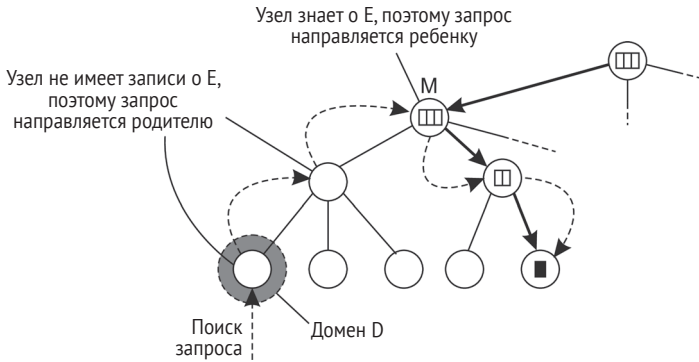 Узел знает о E, поэтому запрос
направляется ребенку
Узел не имеет записи о E,
поэтому запрос
направляется родителю
M
Поиск
запроса
Домен D